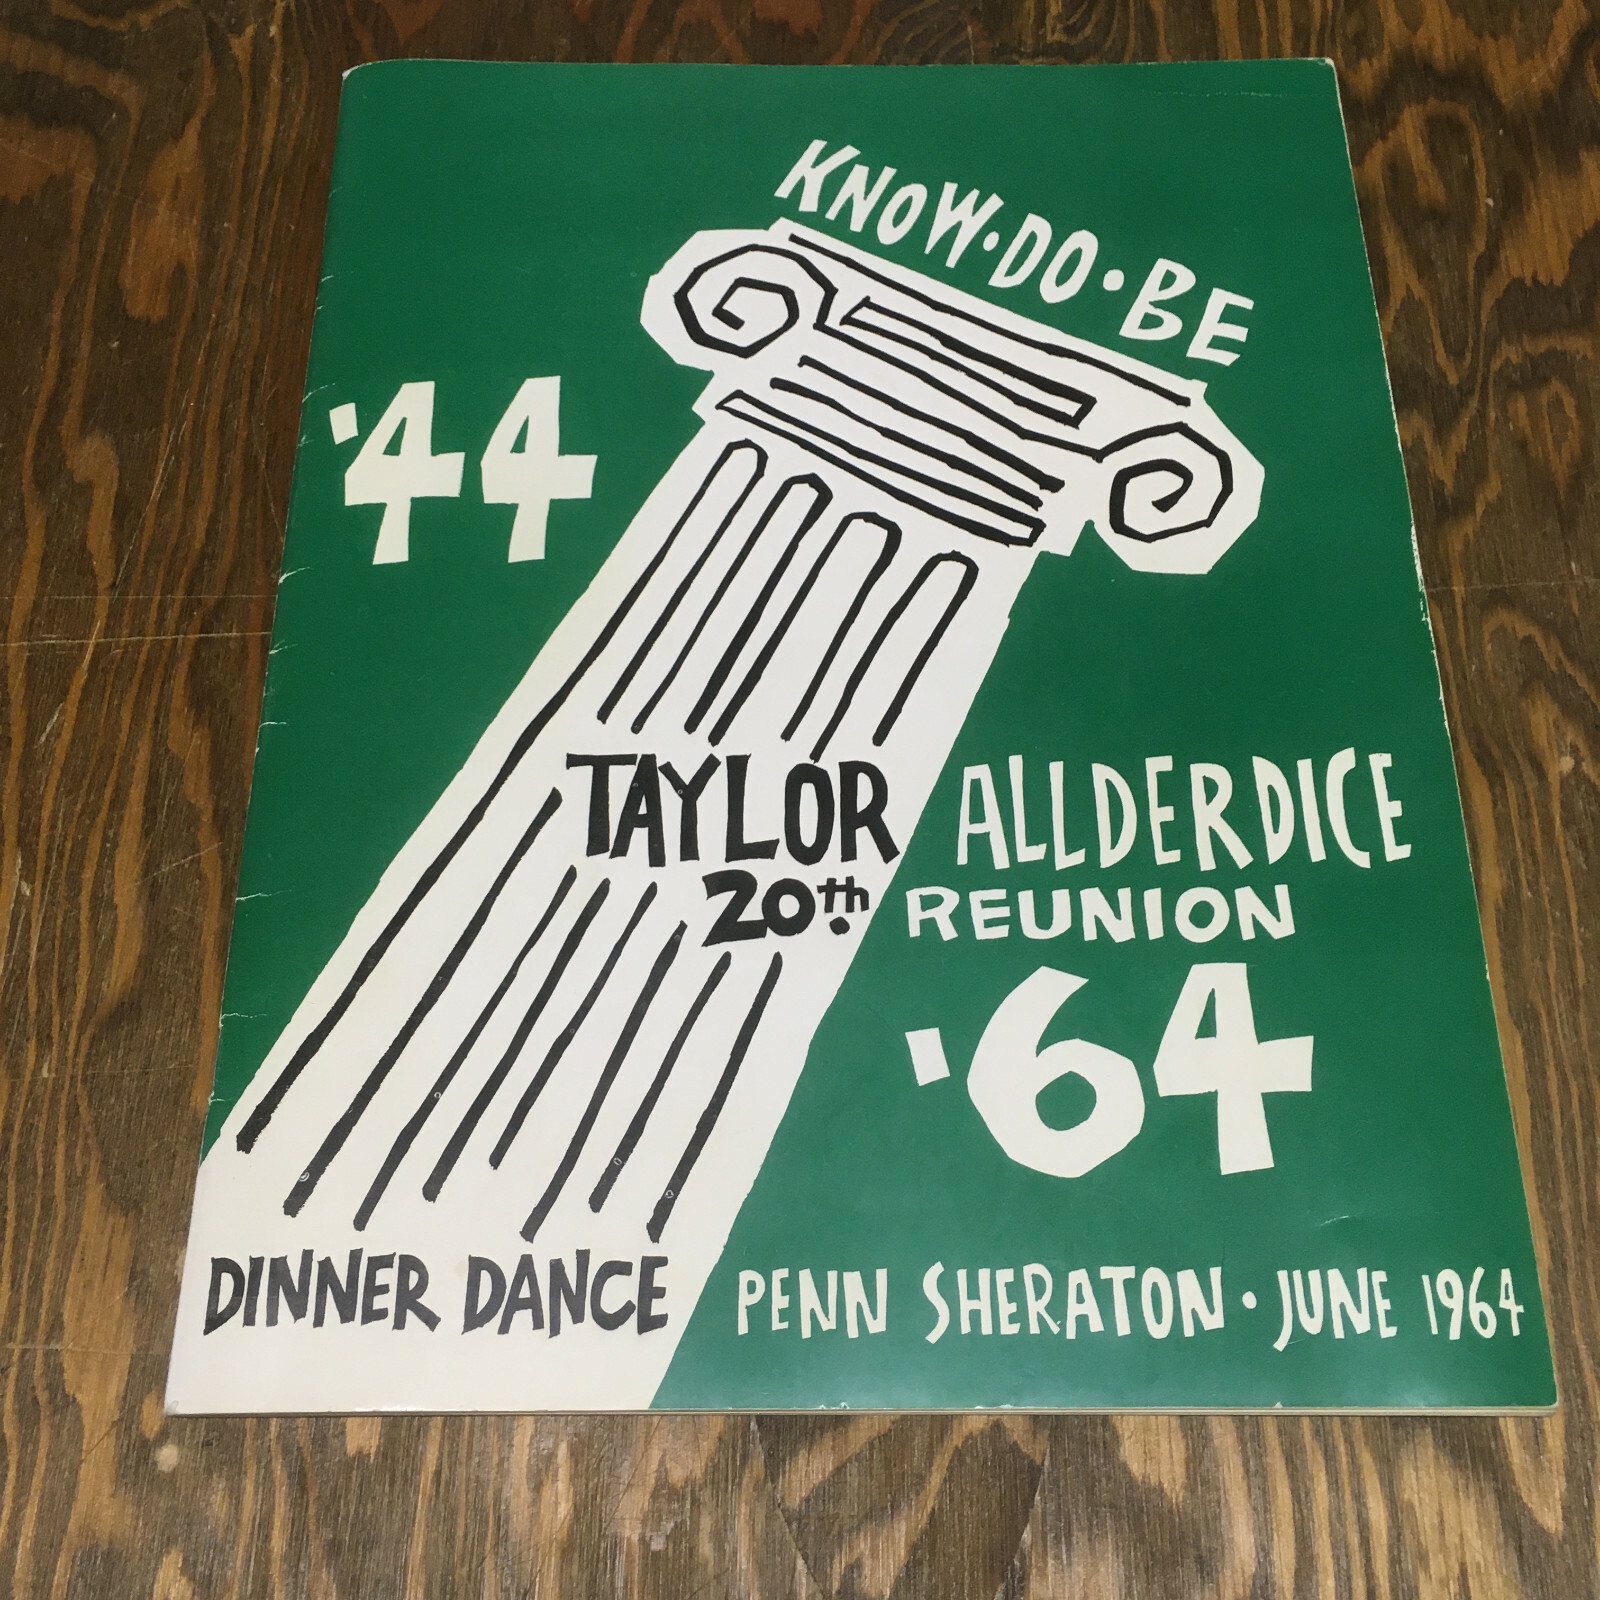 KNOW·DO·BE
'44
TAYLOR ALLDERDICE
20th REUNION
'64
DINNER DANCE PENN SHERATON · JUNE 1964